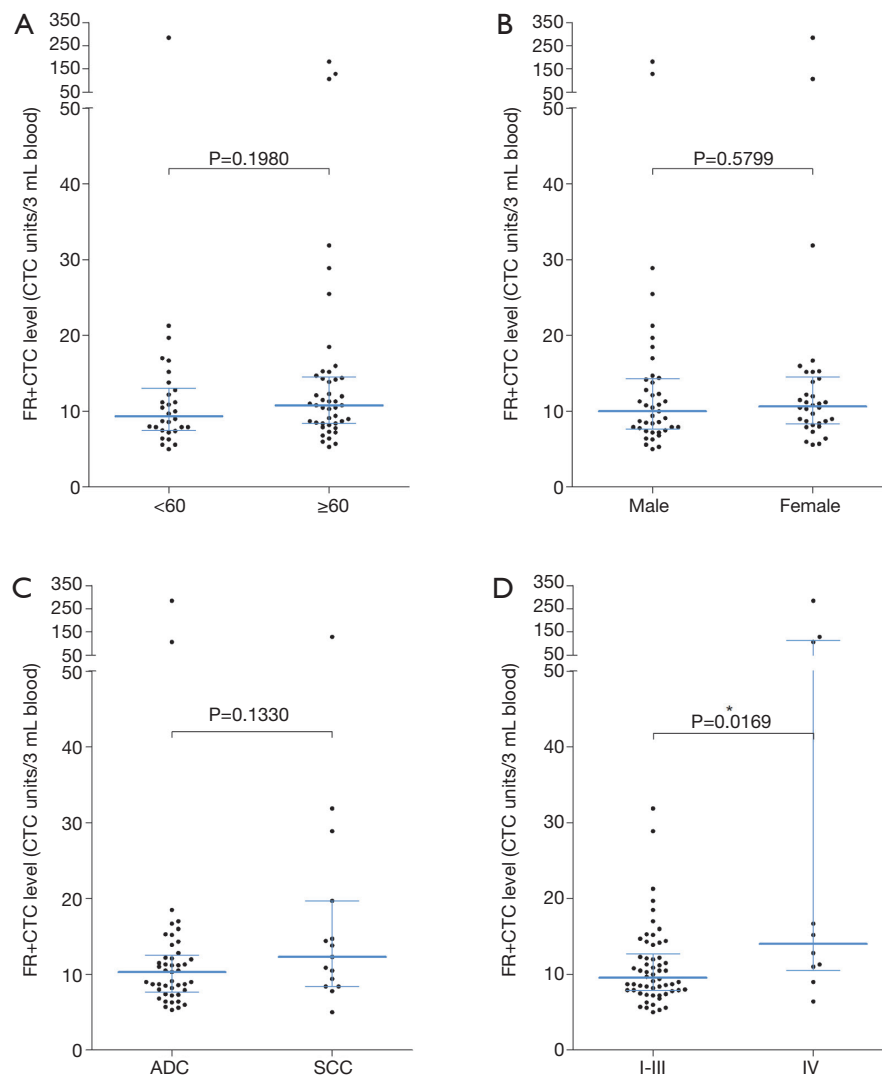 A
FR+CTC level (CTC units/3 mL blood)
350
250
150
50
50
40
30
20
10
0
P=0.1980
<60
≥60
B
FR+CTC level (CTC units/3 mL blood)
350
250
150
50
50
40
30
20
10
0
P=0.5799
Male
Female
C
FR+CTC level (CTC units/3 mL blood)
350
250
150
50
50
40
30
20
10
0
P=0.1330
ADC
SCC
D
FR+CTC level (CTC units/3 mL blood)
350
250
150
50
50
40
30
20
10
0
*
P=0.0169
I-III
IV